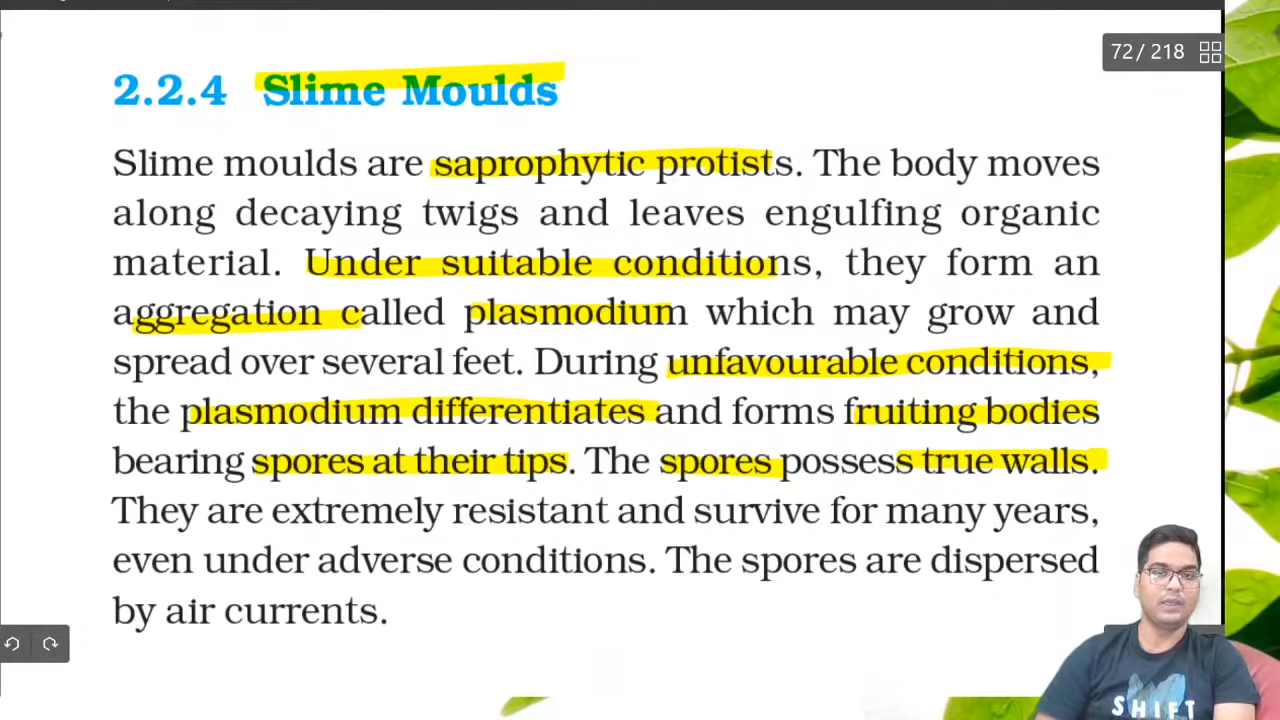 72 / 218
2.2.4 Slime Moulds
Slime moulds are saprophytic protists. The body moves
along decaying twigs and leaves engulfing organic
material. Under suitable conditions, they form an
aggregation called plasmodium which may grow and
spread over several feet. During unfavourable conditions,
the plasmodium differentiates and forms fruiting bodies
bearing spores at their tips. The spores possess true walls.
They are extremely resistant and survive for many years,
even under adverse conditions. The spores are dispersed
by air currents.
SHIFT